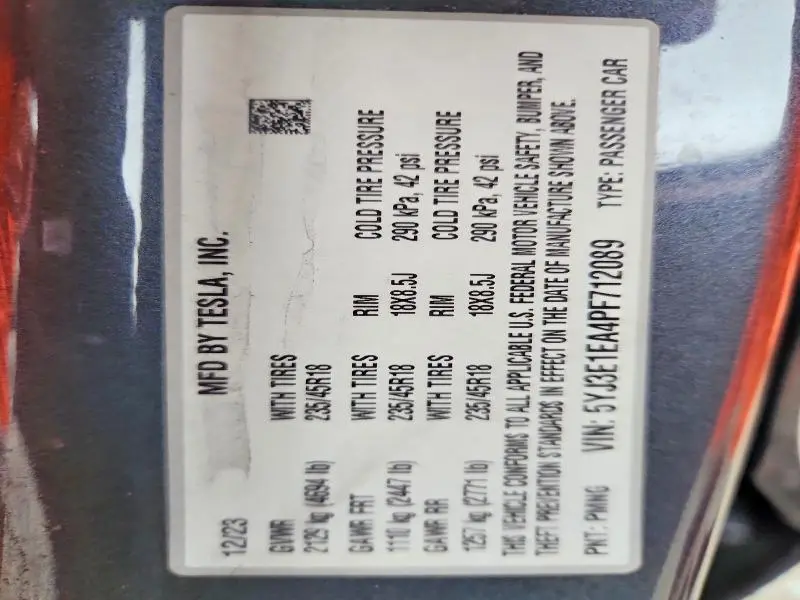 MFD BY TESLA, INC.
12/23
GVWR WITH TIRES
2129 kg (4694 lb) 235/45R18
GAWR FRT WITH TIRES RIM COLD TIRE PRESSURE
1110 kg (2447 lb) 235/45R18 18X8.5J 290 kPa, 42 psi
GAWR RR WITH TIRES RIM COLD TIRE PRESSURE
1257 kg (2771 lb) 235/45R18 18X8.5J 290 kPa, 42 psi
THIS VEHICLE CONFORMS TO ALL APPLICABLE U.S. FEDERAL MOTOR VEHICLE SAFETY, BUMPER, AND
THEFT PREVENTION STANDARDS IN EFFECT ON THE DATE OF MANUFACTURE SHOWN ABOVE.
PNT: PMNG VIN: 5YJ3E1EA4PF712089 TYPE: PASSENGER CAR